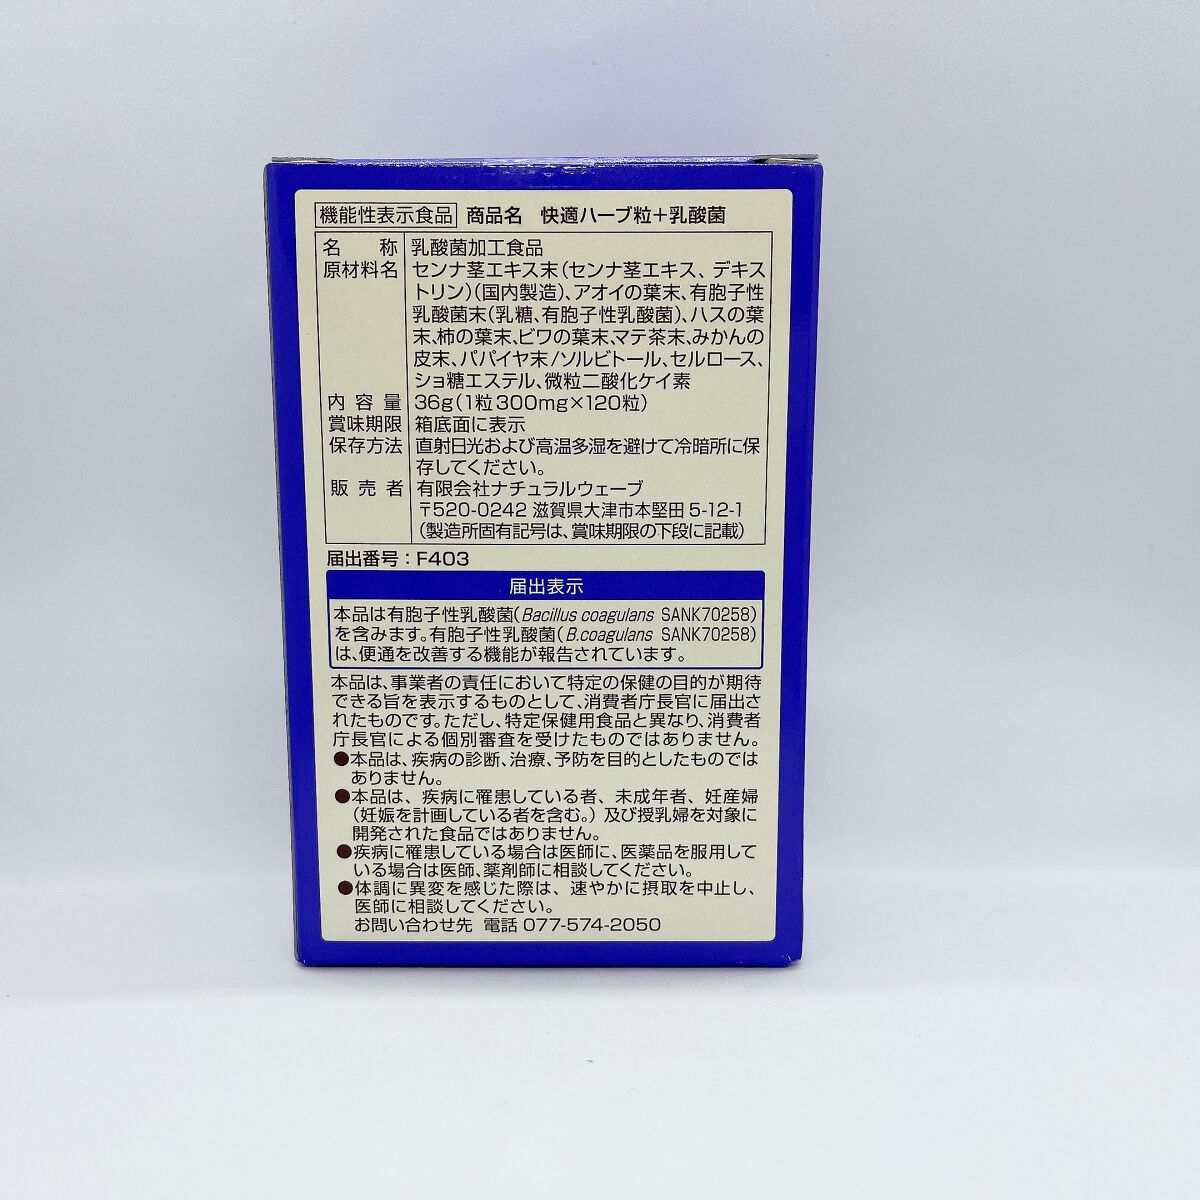 機能性表示食品 商品名 快適ハーブ粒+乳酸菌
名称 乳酸菌加工食品
原材料名 センナ茎エキス末(センナ茎エキス、デキス
トリン)(国内製造)、アオイの葉末、有胞子性
乳酸菌末(乳糖、有胞子性乳酸菌)、ハスの葉
末、柿の葉末、ビワの葉末、マテ茶末、みかんの
皮末、パパイヤ末/ソルビトール、セルロース、
ショ糖エステル、微粒二酸化ケイ素
内容量 36g(1粒300mg×120粒)
賞味期限 箱底面に表示
保存方法 直射日光および高温多湿を避けて冷暗所に保
存してください。
販売者 有限会社ナチュラルウェーブ
〒520-0242 滋賀県大津市本堅田5-12-1
(製造所固有記号は、賞味期限の下段に記載)
届出番号:F403
届出表示
本品は有胞子性乳酸菌(Bacillus coagulans SANK70258)
を含みます。有胞子性乳酸菌(B.coagulans SANK70258)
は、便通を改善する機能が報告されています。
本品は、事業者の責任において特定の保健の目的が期待
できる旨を表示するものとして、消費者庁長官に届出さ
れたものです。ただし、特定保健用食品と異なり、消費者
庁長官による個別審査を受けたものではありません。
●本品は、疾病の診断、治療、予防を目的としたものでは
ありません。
●本品は、疾病に罹患している者、未成年者、妊産婦
(妊娠を計画している者を含む。)及び授乳婦を対象に
開発された食品ではありません。
●疾病に罹患している場合は医師に、医薬品を服用して
いる場合は医師、薬剤師に相談してください。
●体調に異変を感じた際は、速やかに摂取を中止し、
医師に相談してください。
お問い合わせ先 電話 077-574-2050